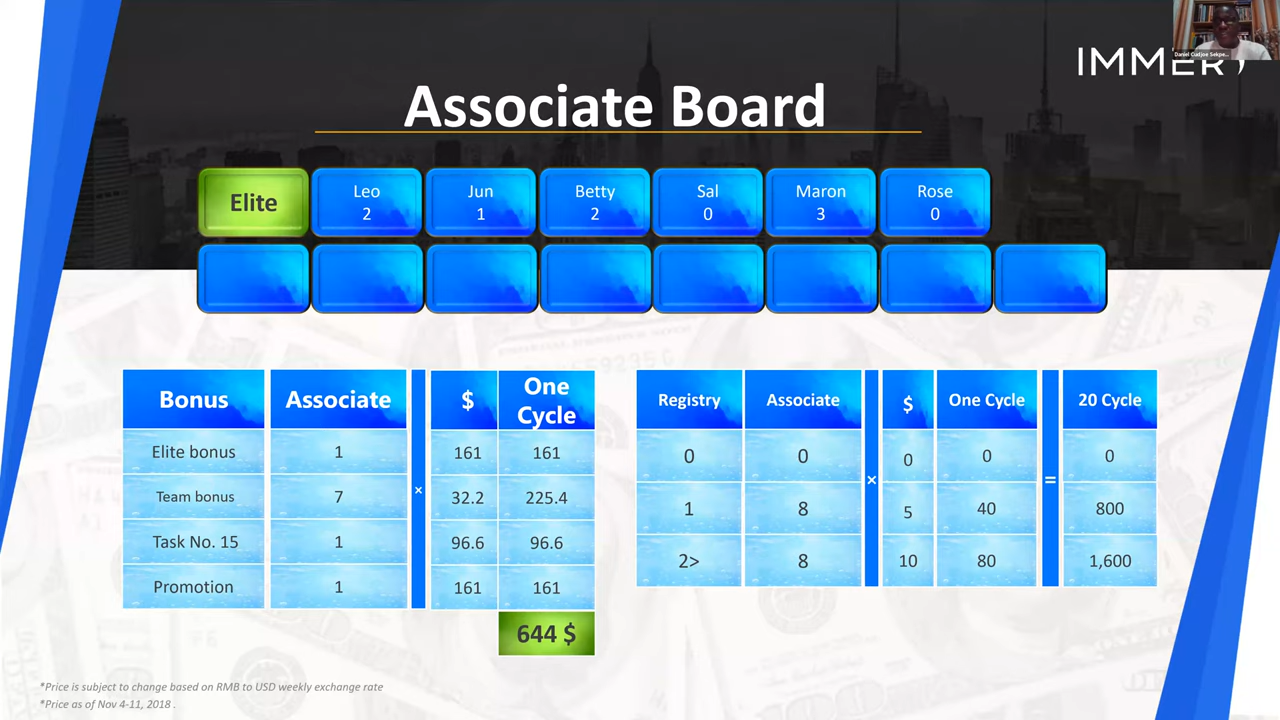 Daniel Cudjoe Sekpe...
IMMER
Associate Board
Elite
Leo
2
Jun
1
Betty
2
Sal
0
Maron
3
Rose
0
Bonus Associate $ One Cycle
Elite bonus 1 161 161
Team bonus 7 × 32.2 225.4
Task No. 15 1 96.6 96.6
Promotion 1 161 161
644 $
Registry Associate $ One Cycle 20 Cycle
0 0 0 0 0
× =
1 8 5 40 800
2> 8 10 80 1,600
*Price is subject to change based on RMB to USD weekly exchange rate
*Price as of Nov 4-11, 2018 .